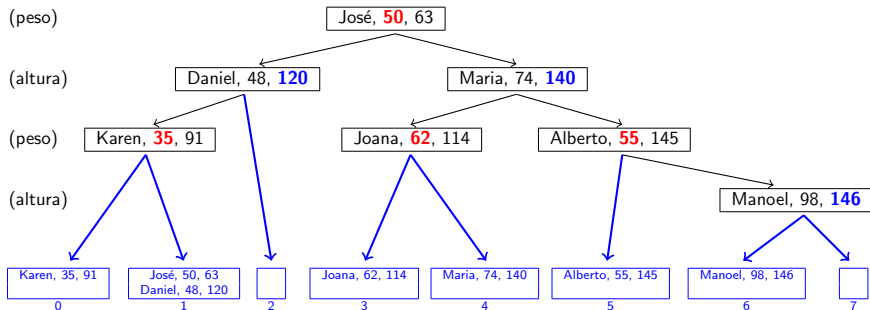 (peso)
José, 50, 63
(altura)
Daniel, 48, 120
Maria, 74, 140
(peso)
Karen, 35, 91
Joana, 62, 114
Alberto, 55, 145
(altura)
Manoel, 98, 146
Karen, 35, 91
José, 50, 63
Daniel, 48, 120
Joana, 62, 114
Maria, 74, 140
Alberto, 55, 145
Manoel, 98, 146
0
1
2
3
4
5
6
7